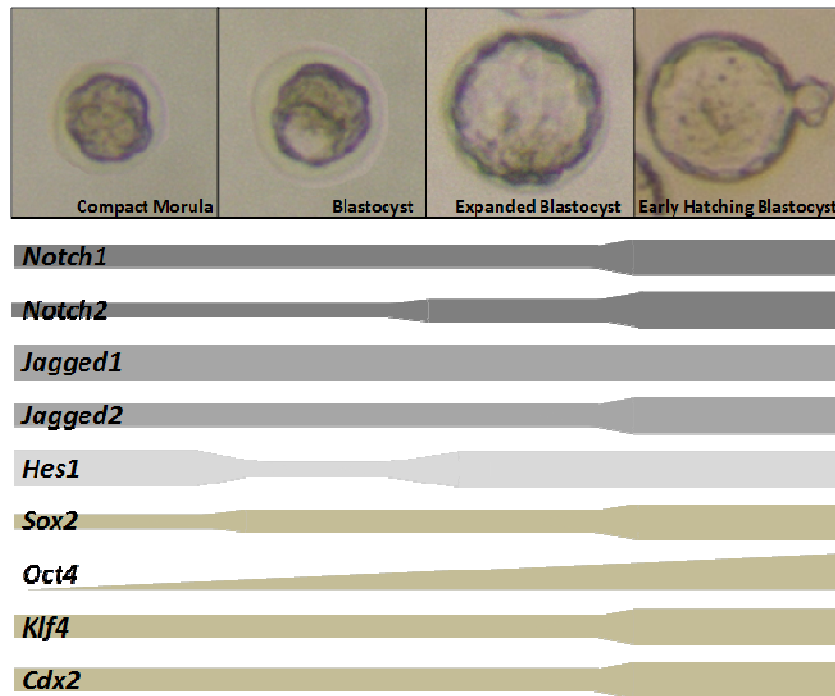 Compact Morula
Blastocyst
Expanded Blastocyst
Early Hatching Blastocyst
Notch1
Notch2
Jagged1
Jagged2
Hes1
Sox2
Oct4
Klf4
Cdx2